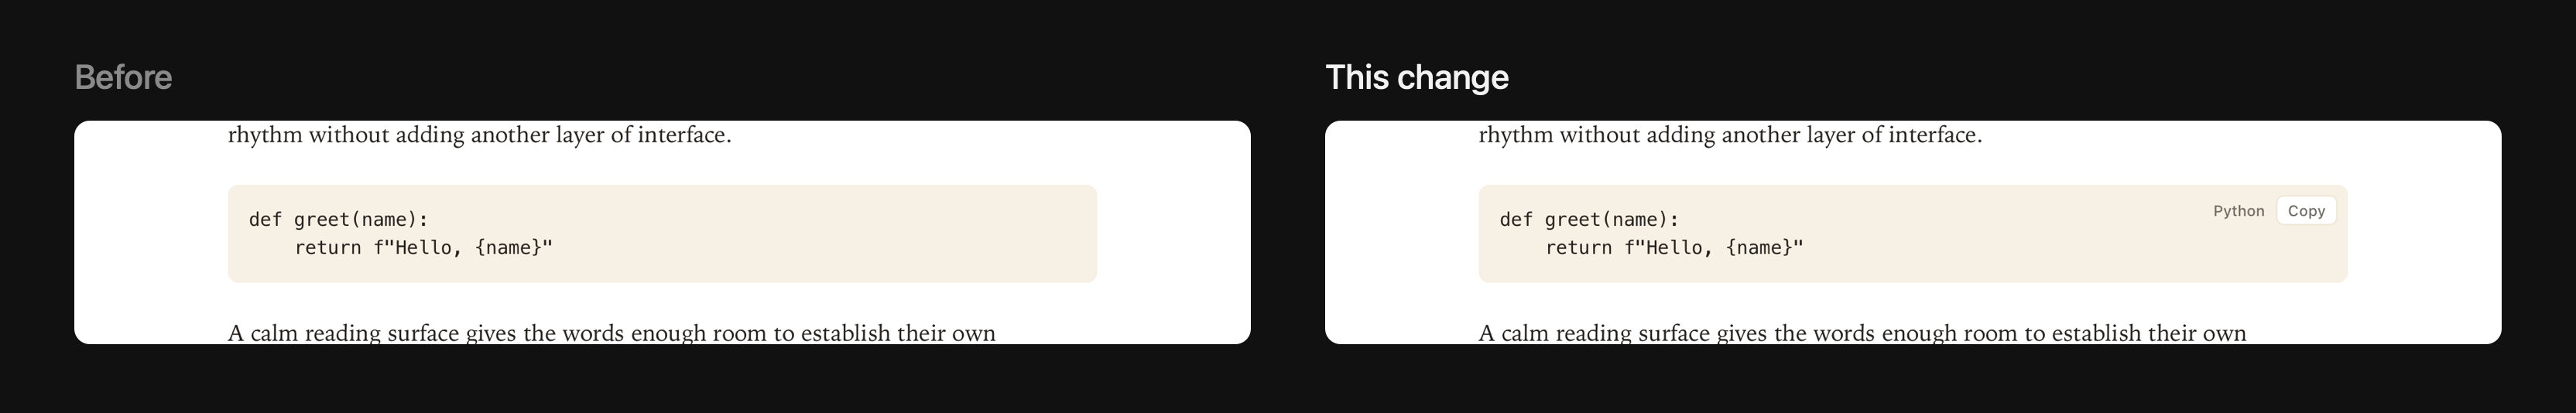 Before
rhythm without adding another layer of interface.
def greet(name):
    return f"Hello, {name}"
A calm reading surface gives the words enough room to establish their own
This change
rhythm without adding another layer of interface.
Python Copy
def greet(name):
    return f"Hello, {name}"
A calm reading surface gives the words enough room to establish their own